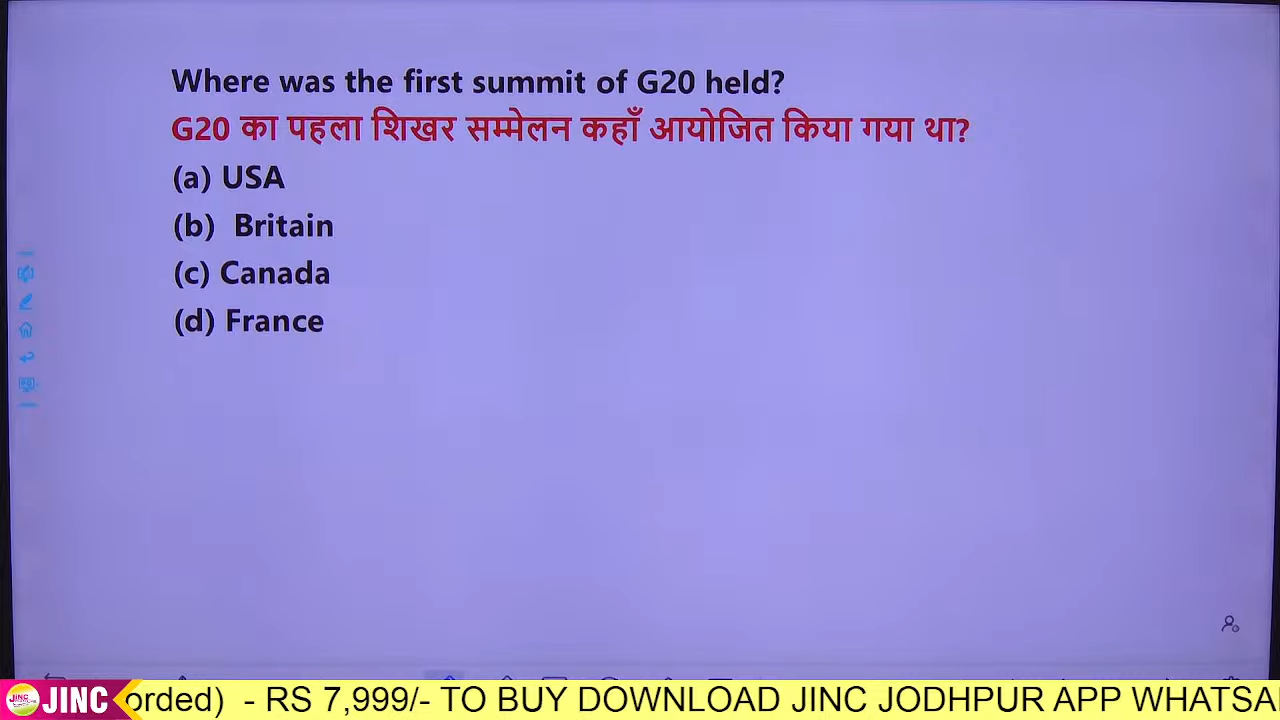 Where was the first summit of G20 held?
G20 का पहला शिखर सम्मेलन कहाँ आयोजित किया गया था?
(a) USA
(b) Britain
(c) Canada
(d) France
JINC orded) - RS 7,999/- TO BUY DOWNLOAD JINC JODHPUR APP WHATSA